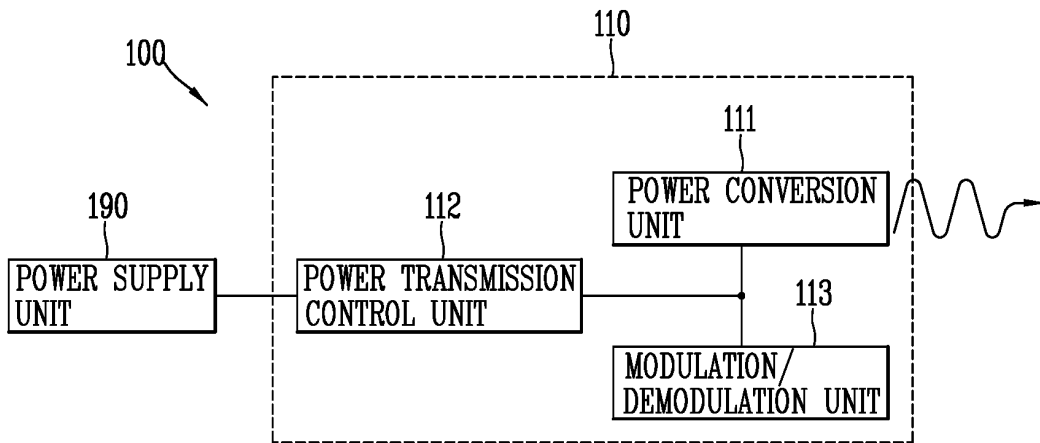 110
100
111
POWER CONVERSION
UNIT
190
112
POWER SUPPLY
UNIT
POWER TRANSMISSION
CONTROL UNIT
113
MODULATION/
DEMODULATION UNIT